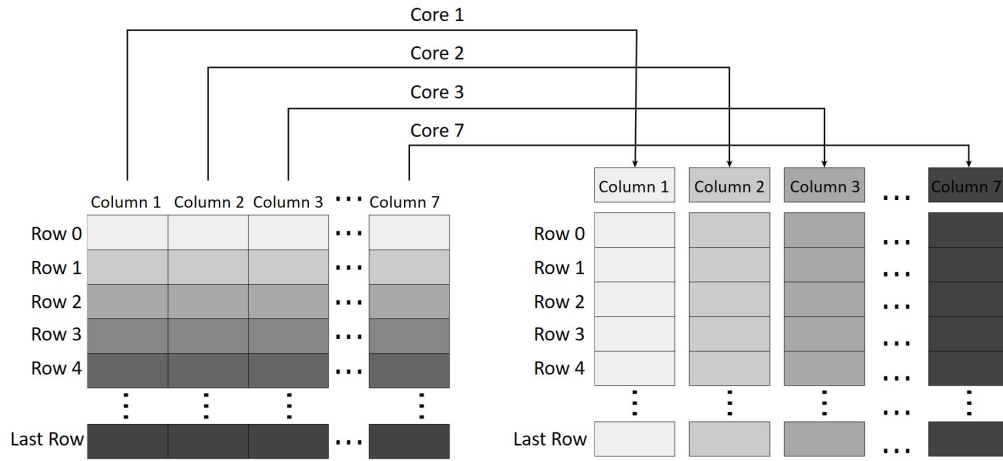 Core 1
Core 2
Core 3
Core 7
Column 1 Column 2 Column 3 ... Column 7
Row 0
Row 1
Row 2
Row 3
Row 4
Last Row
Column 1 Column 2 Column 3 ... Column 7
Row 0
Row 1
Row 2
Row 3
Row 4
Last Row